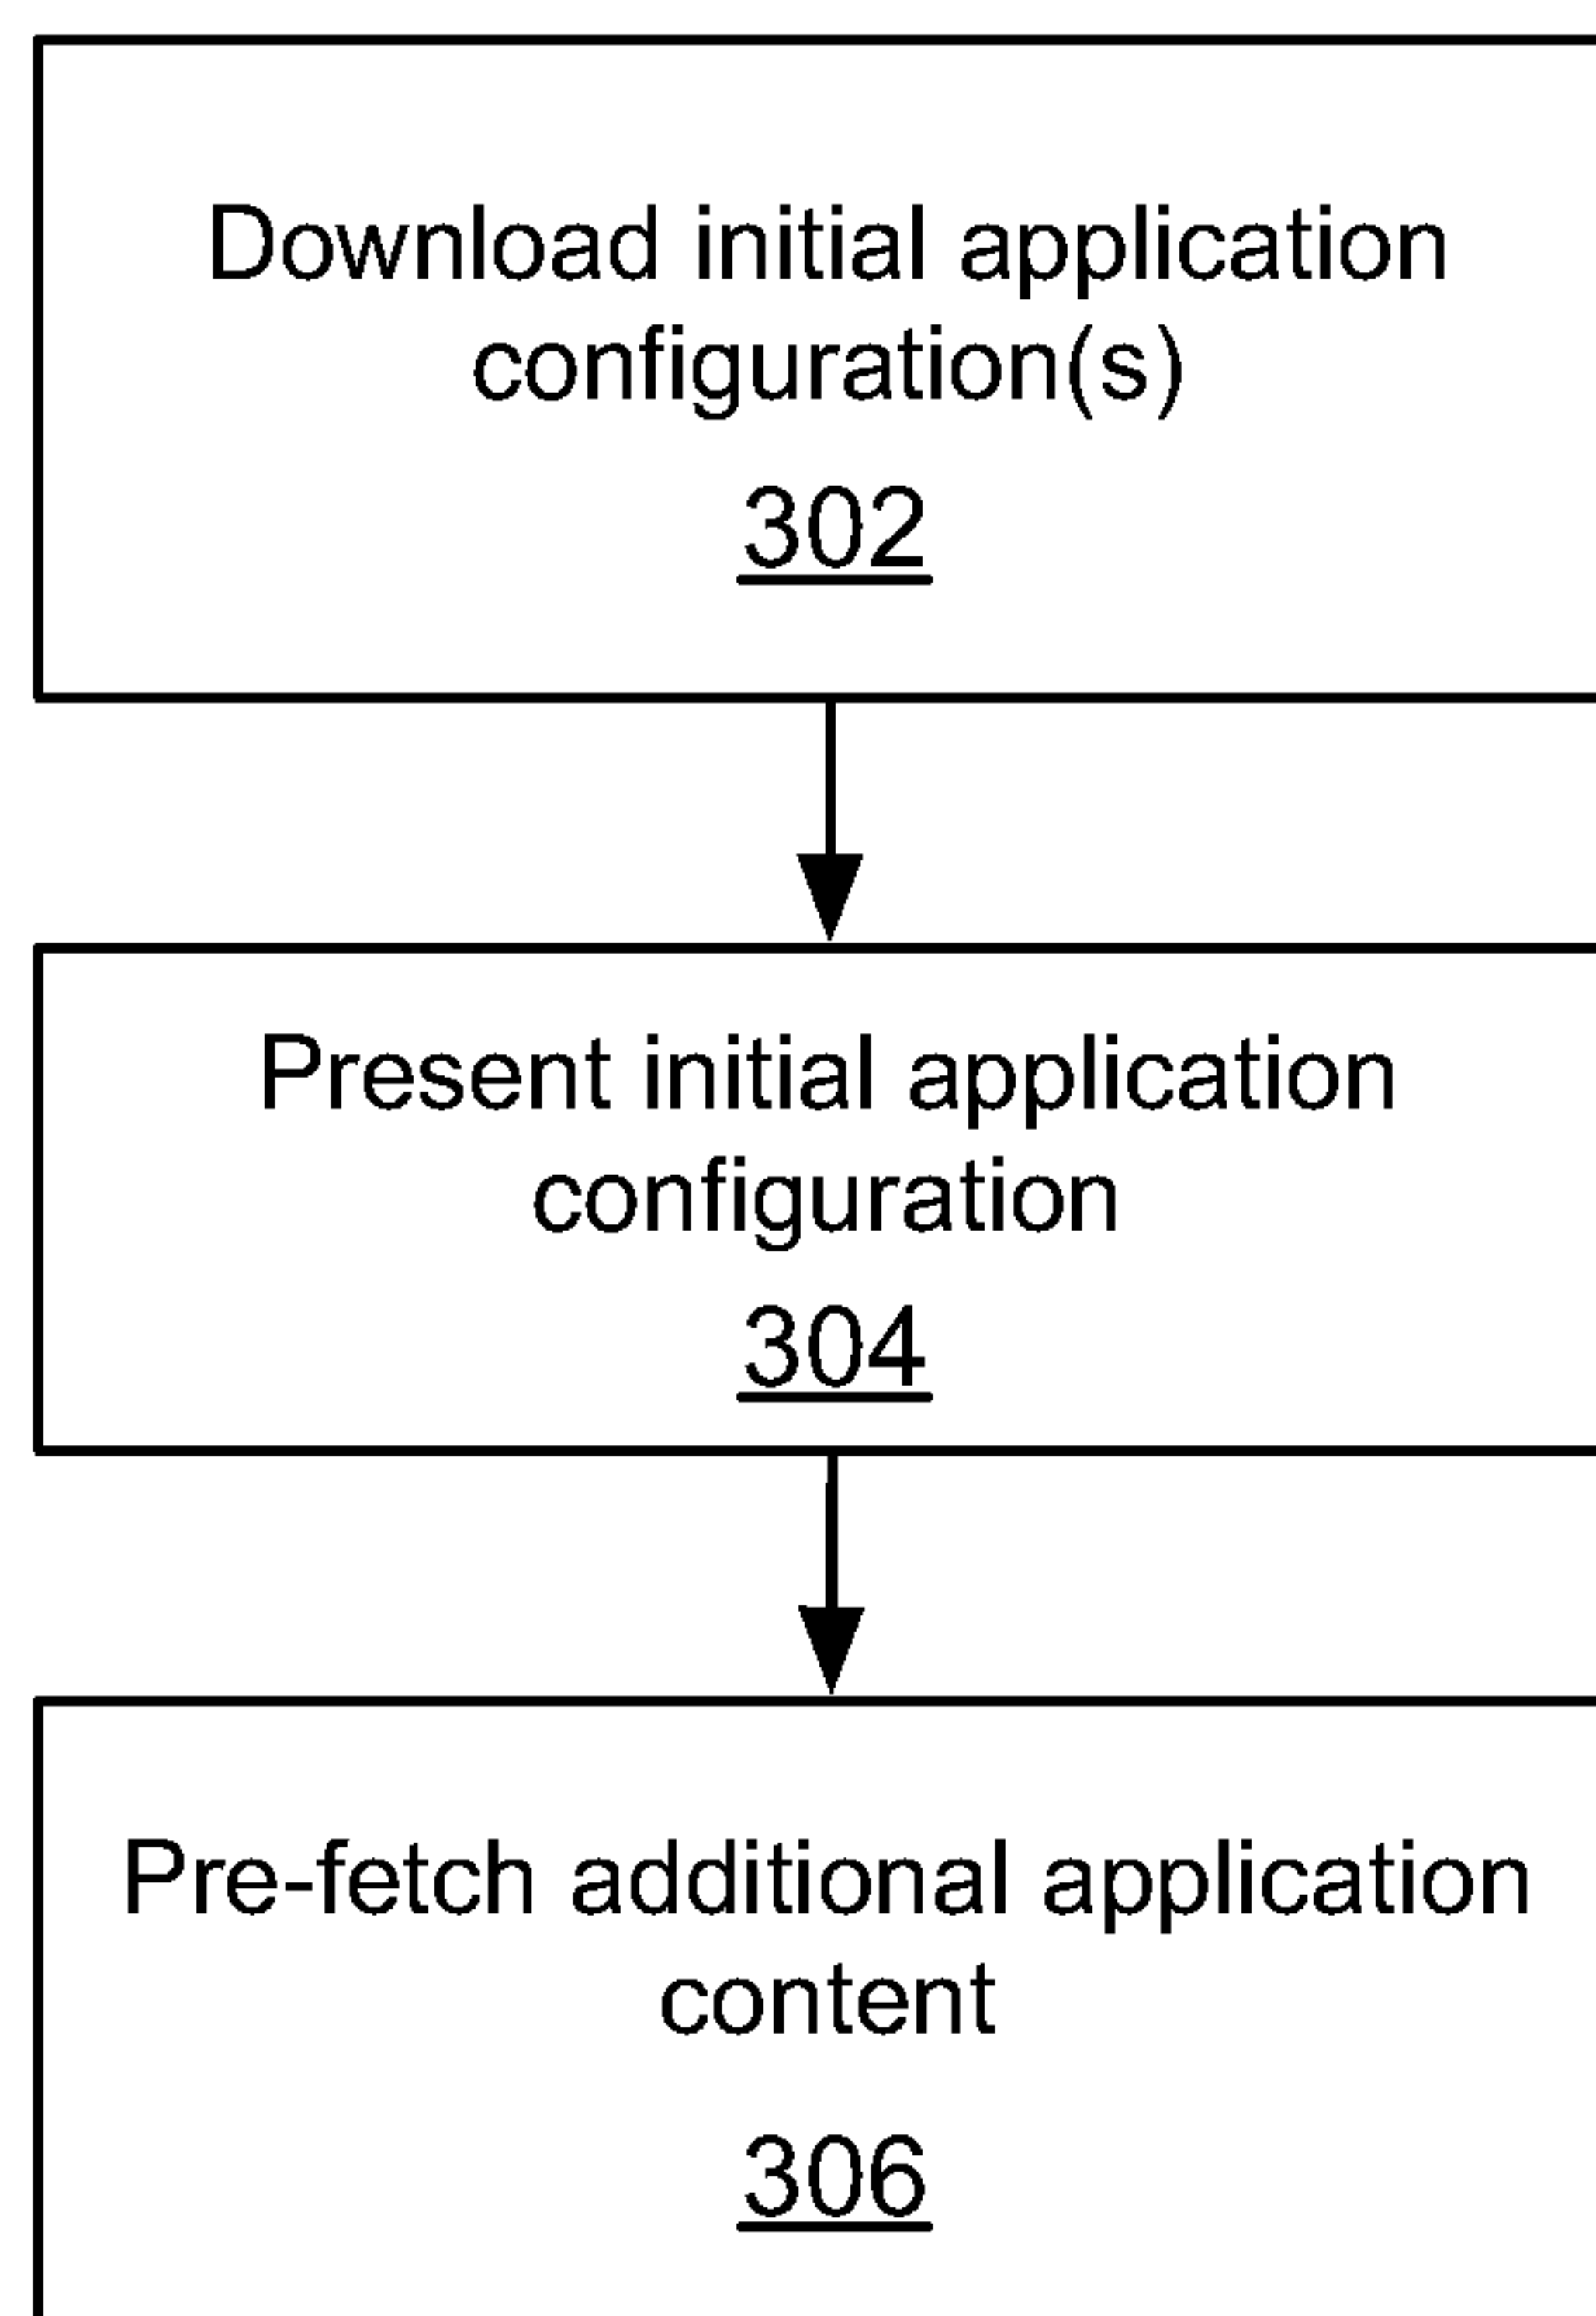 Download initial application
configuration(s)
302
Present initial application
configuration
304
Pre-fetch additional application
content
306